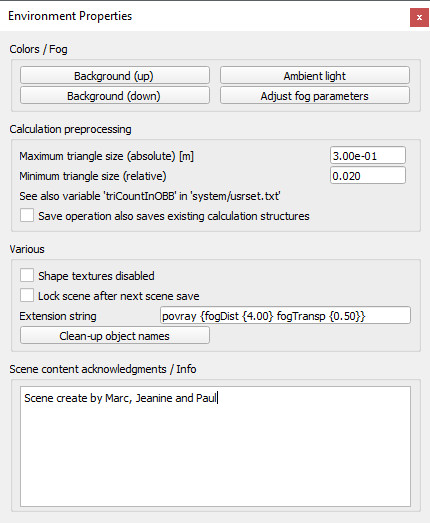 Environment Properties
x
Colors / Fog
Background (up)
Ambient light
Background (down)
Adjust fog parameters
Calculation preprocessing
Maximum triangle size (absolute) [m]
3.00e-01
Minimum triangle size (relative)
0.020
See also variable 'triCountInOBB' in 'system/usrset.txt'
Save operation also saves existing calculation structures
Various
Shape textures disabled
Lock scene after next scene save
Extension string
povray {fogDist {4.00} fogTransp {0.50}}
Clean-up object names
Scene content acknowledgments / Info
Scene create by Marc, Jeanine and Paul